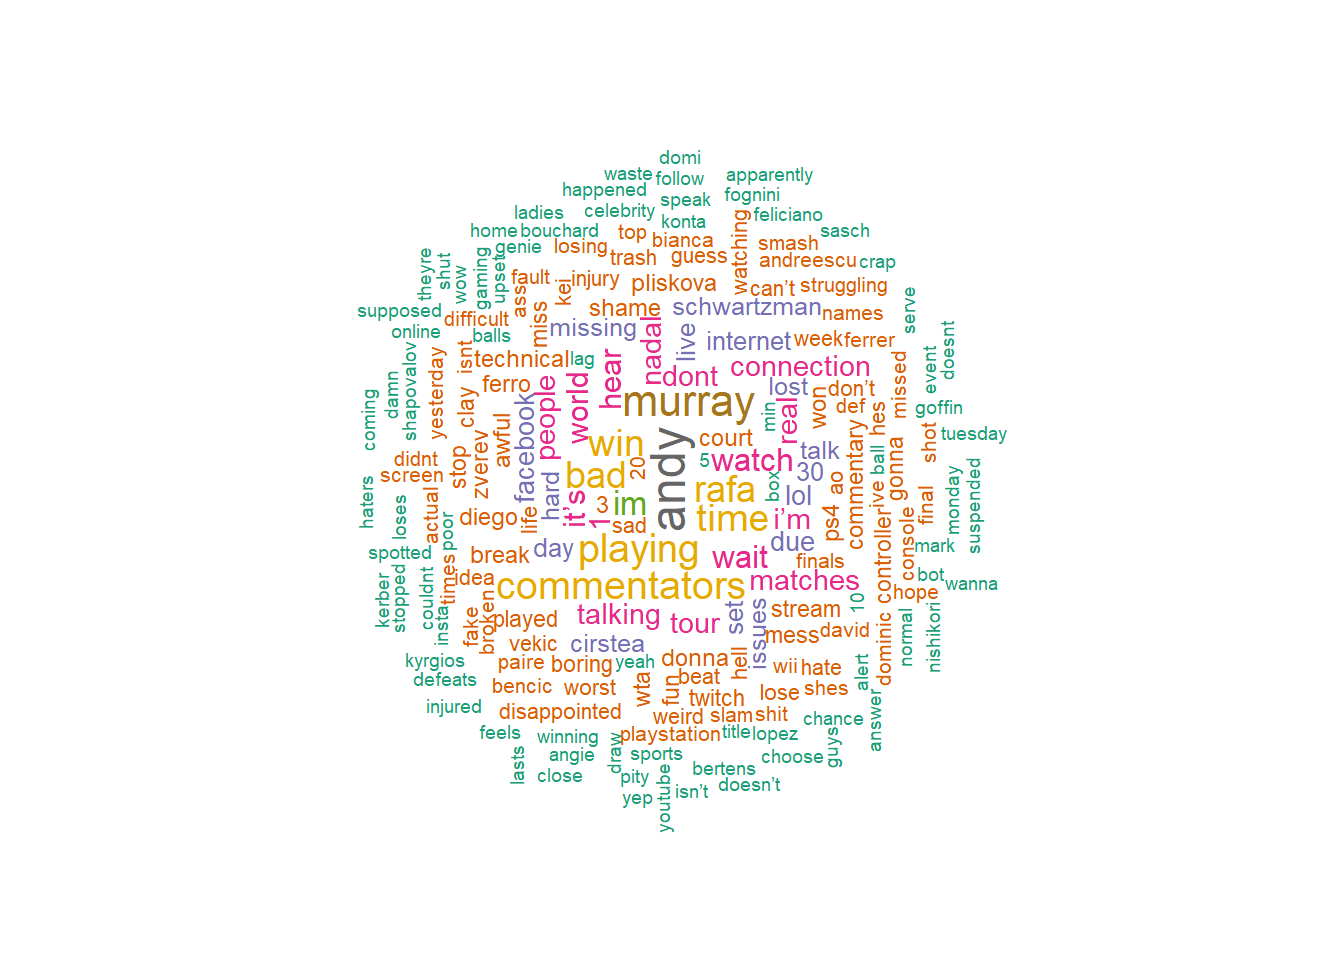 domi
waste
follow
apparently
happened
speak
fognini
ladies
celebrity
konta
feliciano
home
bouchard
top
bianca
watching
smash
sasch
theyre
shut
wow
gaming
upset
genie
losing
trash
guess
andreescu
crap
ass
fault
injury
kei
pliskova
can’t
struggling
supposed
difficult
miss
shame
schwartzman
names
serve
online
balls
missing
nadal
live
internet
week
ferrer
event
doesnt
coming
damn
shapovalov
yesterday
isnt
technical
lag
hear
dont
connection
missed
clay
ferro
people
world
murray
lost
don’t
goffin
facebook
real
min
won
def
hes
tuesday
didnt
stop
zverev
awful
win
andy
court
talk
commentary
gonna
shot
screen
hard
bad
20
5
watch
30
box
ball
ive
haters
loses
actual
poor
diego
life
it’s
1
3
im
sad
rafa
time
lol
i’m
ps4
ao
final
monday
suspended
spotted
break
day
playing
wait
due
finals
controller
console
mark
kerber
stopped
couldnt
times
idea
commentators
matches
bot
wanna
hope
insta
fake
broken
played
talking
tour
set
issues
stream
10
mess
david
dominic
normal
nishikori
kyrgios
vekic
cirstea
hell
defeats
paire
boring
yeah
donna
wii
hate
alert
bencic
worst
wta
fun
beat
twitch
lose
shes
injured
disappointed
weird
slam
shit
chance
answer
feels
winning
playstation
title
lopez
guys
lasts
angie
draw
sports
choose
close
pity
bertens
yep
youtube
isn’t
doesn’t